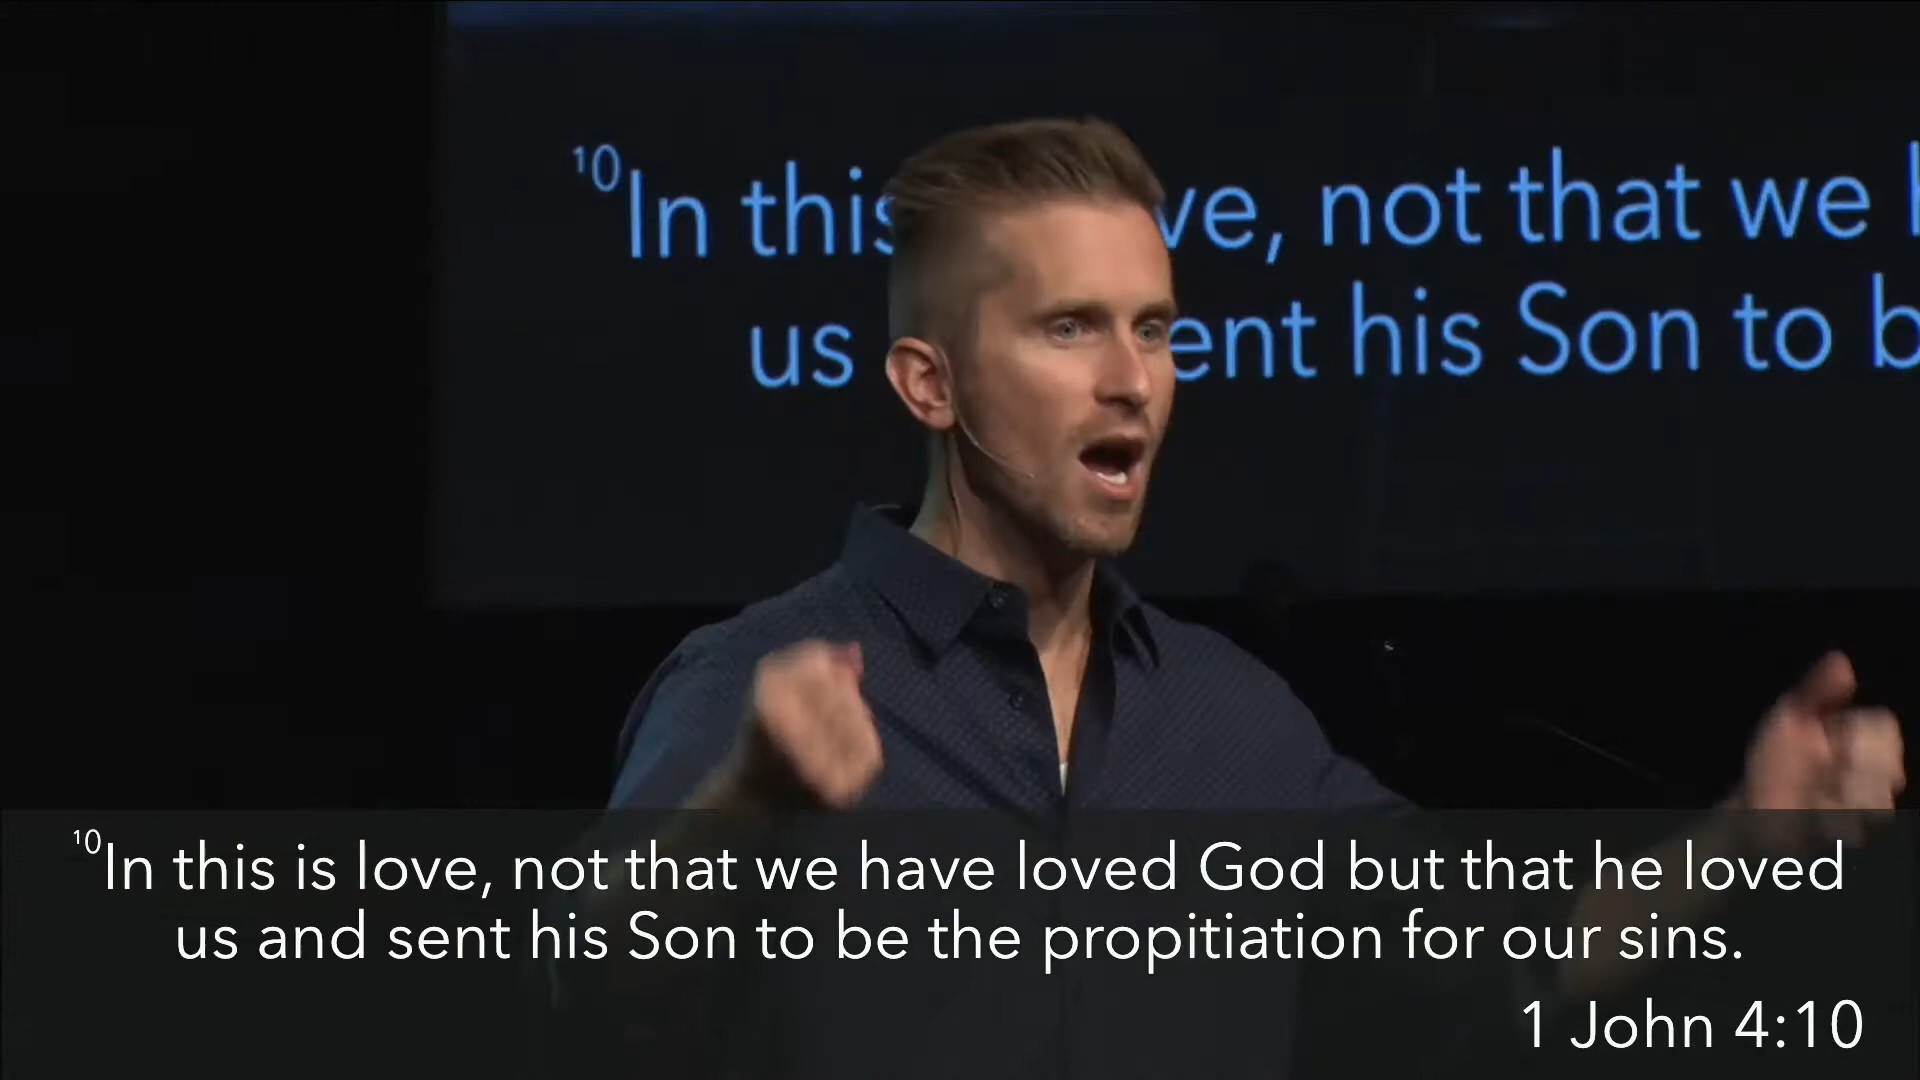 10In this ve, not that we
us ent his Son to b
10In this is love, not that we have loved God but that he loved
us and sent his Son to be the propitiation for our sins.
1 John 4:10